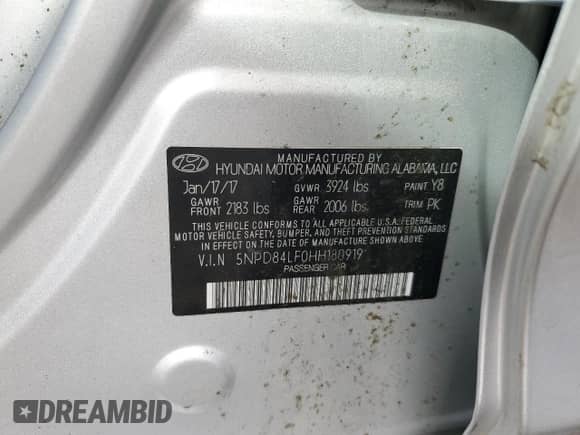 MANUFACTURED BY
HYUNDAI MOTOR MANUFACTURING ALABAMA, LLC
Jan/17/17 GVWR 3924 lbs PAINT Y8
GAWR FRONT 2183 lbs GAWR REAR 2006 lbs. TRIM PK
THIS VEHICLE CONFORMS TO ALL APPLICABLE U.S.A. FEDERAL
MOTOR VEHICLE SAFETY, BUMPER, AND THEFT PREVENTION STANDARDS
IN EFFECT ON THE DATE OF MANUFACTURE SHOWN ABOVE.
V.I.N 5NPD84LF0HH180919
PASSENGER CAR
DREAMBID